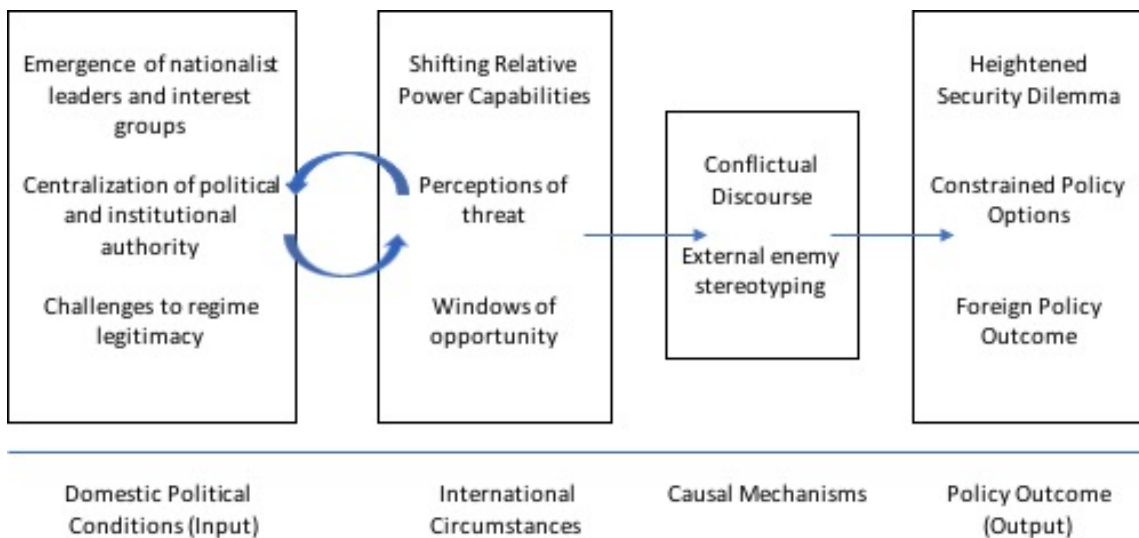 Emergence of nationalist
leaders and interest
groups
Centralization of political
and institutional
authority
Challenges to regime
legitimacy
Shifting Relative
Power Capabilities
Perceptions of
threat
Windows of
opportunity
Conflictual
Discourse
External enemy
stereotyping
Heightened
Security Dilemma
Constrained Policy
Options
Foreign Policy
Outcome
Domestic Political
Conditions (Input)
International
Circumstances
Causal Mechanisms
Policy Outcome
(Output)